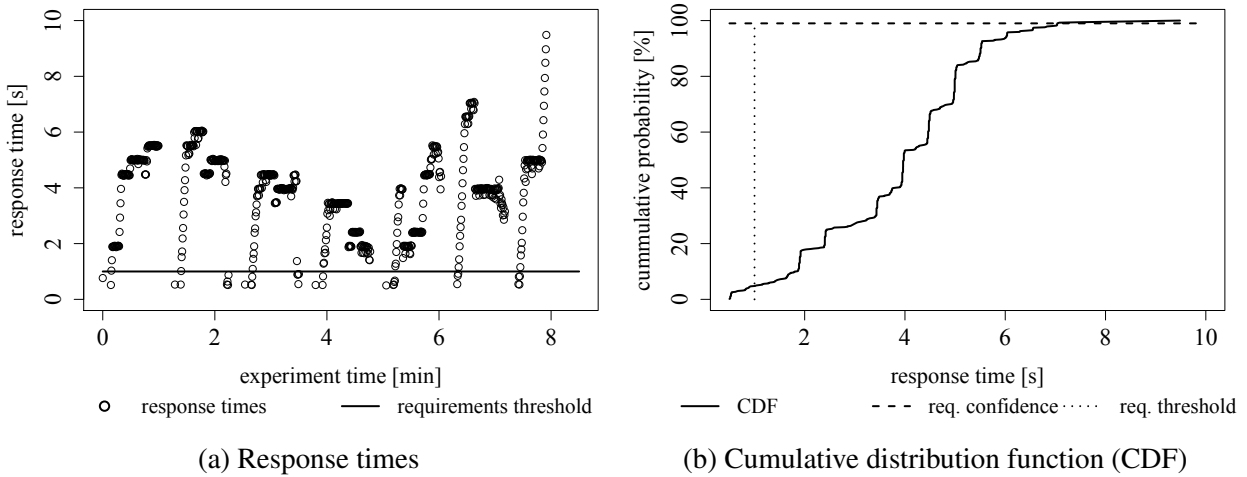 response time [s]
0 2 4 6 8 10
0 2 4 6 8
experiment time [min]
response times
requirements threshold
(a) Response times
cummulative probability [%]
0 20 40 60 80 100
2 4 6 8 10
response time [s]
CDF
req. confidence
req. threshold
(b) Cumulative distribution function (CDF)